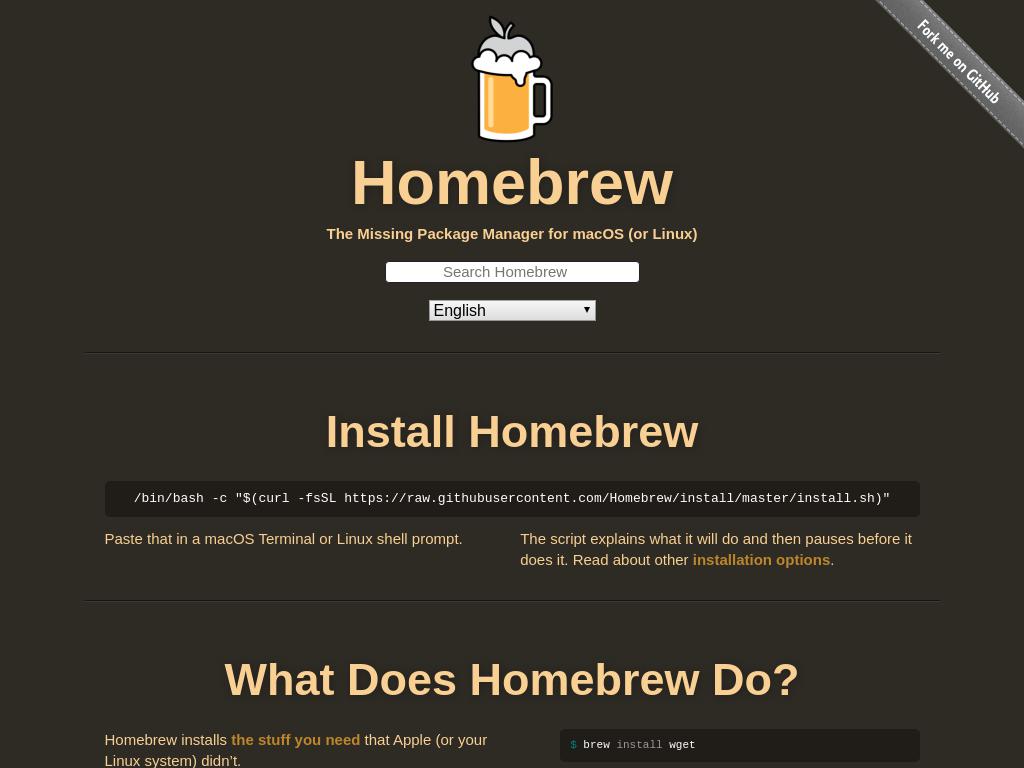 Fork me on GitHub
Homebrew
The Missing Package Manager for macOS (or Linux)
Search Homebrew
English
Install Homebrew
/bin/bash -c "$(curl -fsSL https://raw.githubusercontent.com/Homebrew/install/master/install.sh)"
Paste that in a macOS Terminal or Linux shell prompt.
The script explains what it will do and then pauses before it
does it. Read about other installation options.
What Does Homebrew Do?
Homebrew installs the stuff you need that Apple (or your
Linux system) didn’t.
$ brew install wget